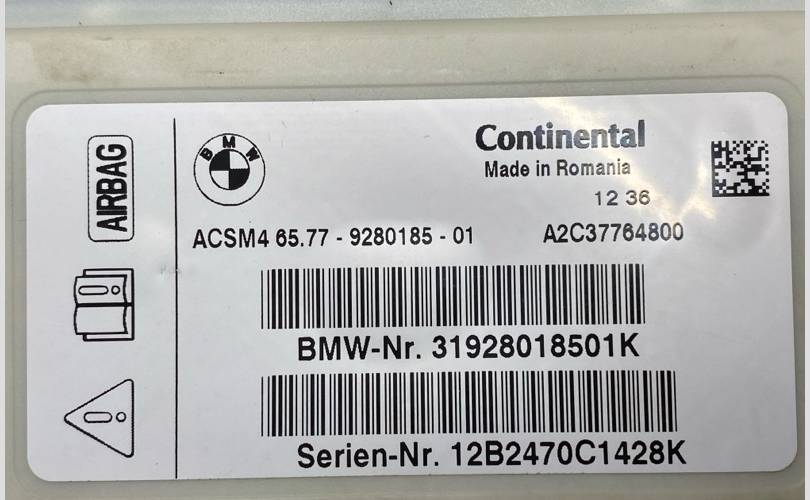 AIRBAG
BMW
Continental
Made in Romania
12 36
ACSM4 65.77 - 9280185 - 01 A2C37764800
BMW-Nr. 31928018501K
Serien-Nr. 12B2470C1428K